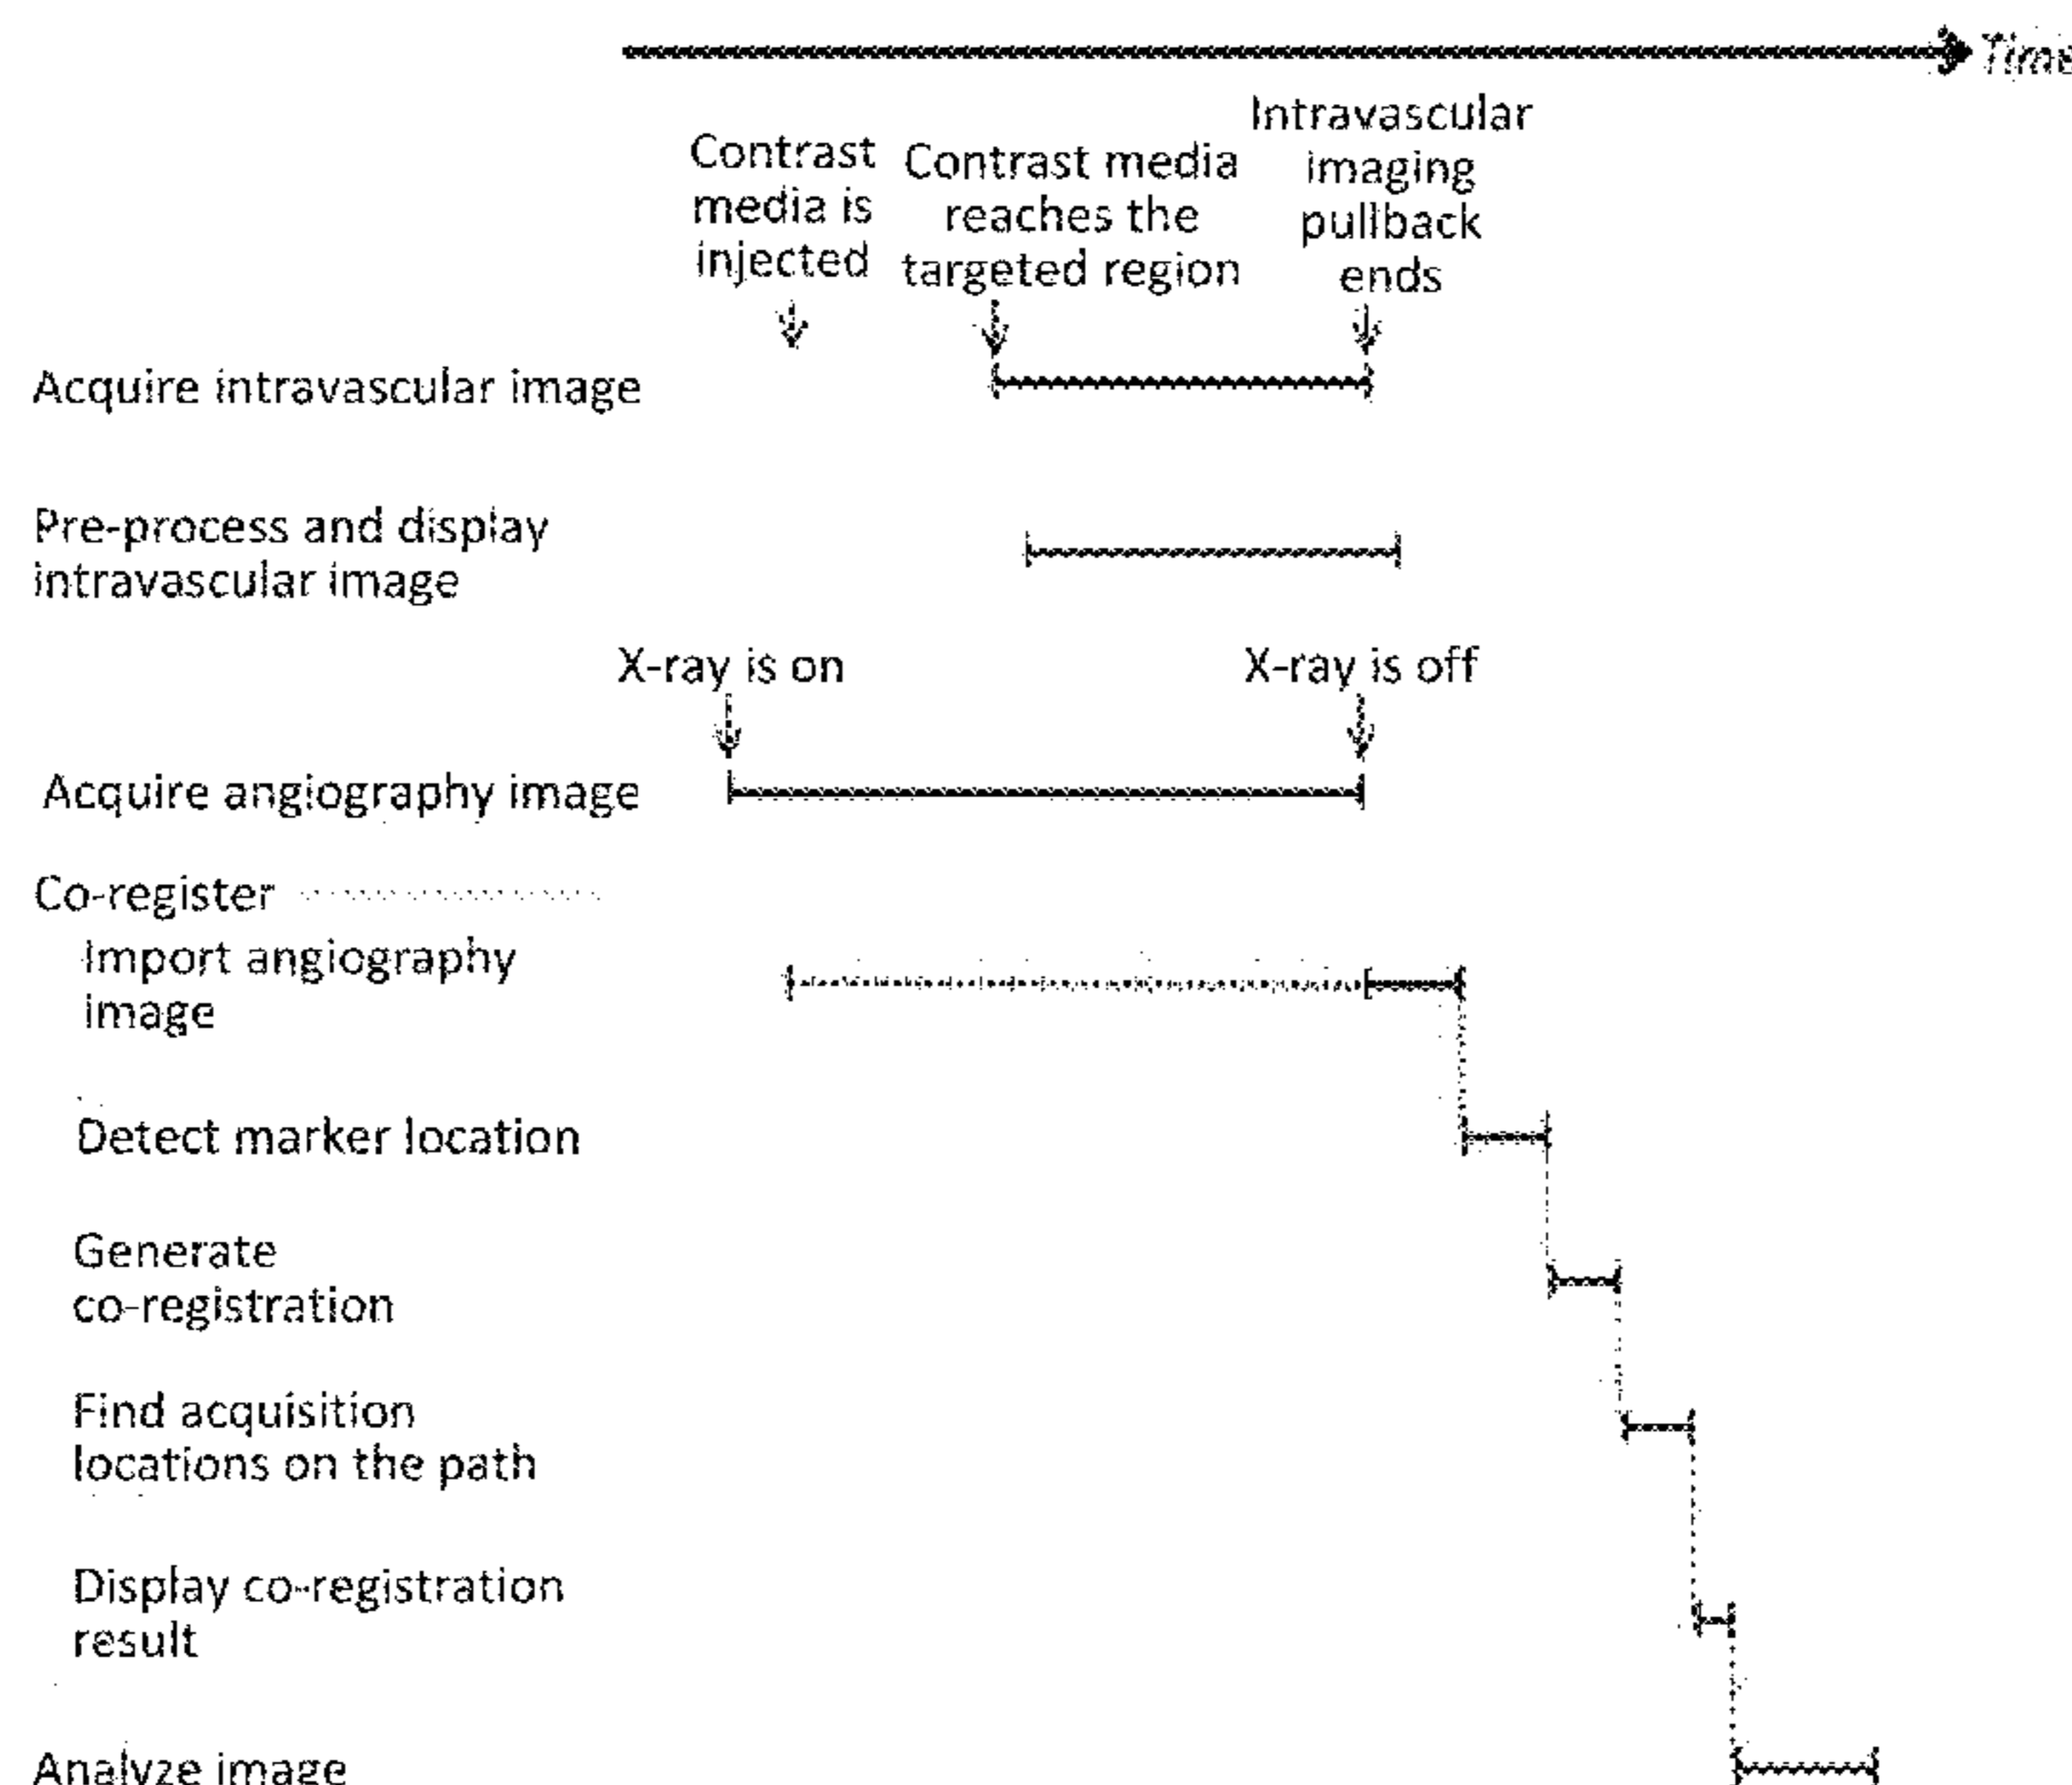 Time
Contrast
media is
injected
Contrast media
reaches the
targeted region
Intravascular
imaging
pullback
ends
Acquire intravascular image
Pre-process and display
intravascular image
X-ray is on
X-ray is off
Acquire angiography image
Co-register
Import angiography
image
Detect marker location
Generate
co-registration
Find acquisition
locations on the path
Display co-registration
result
Analyze image